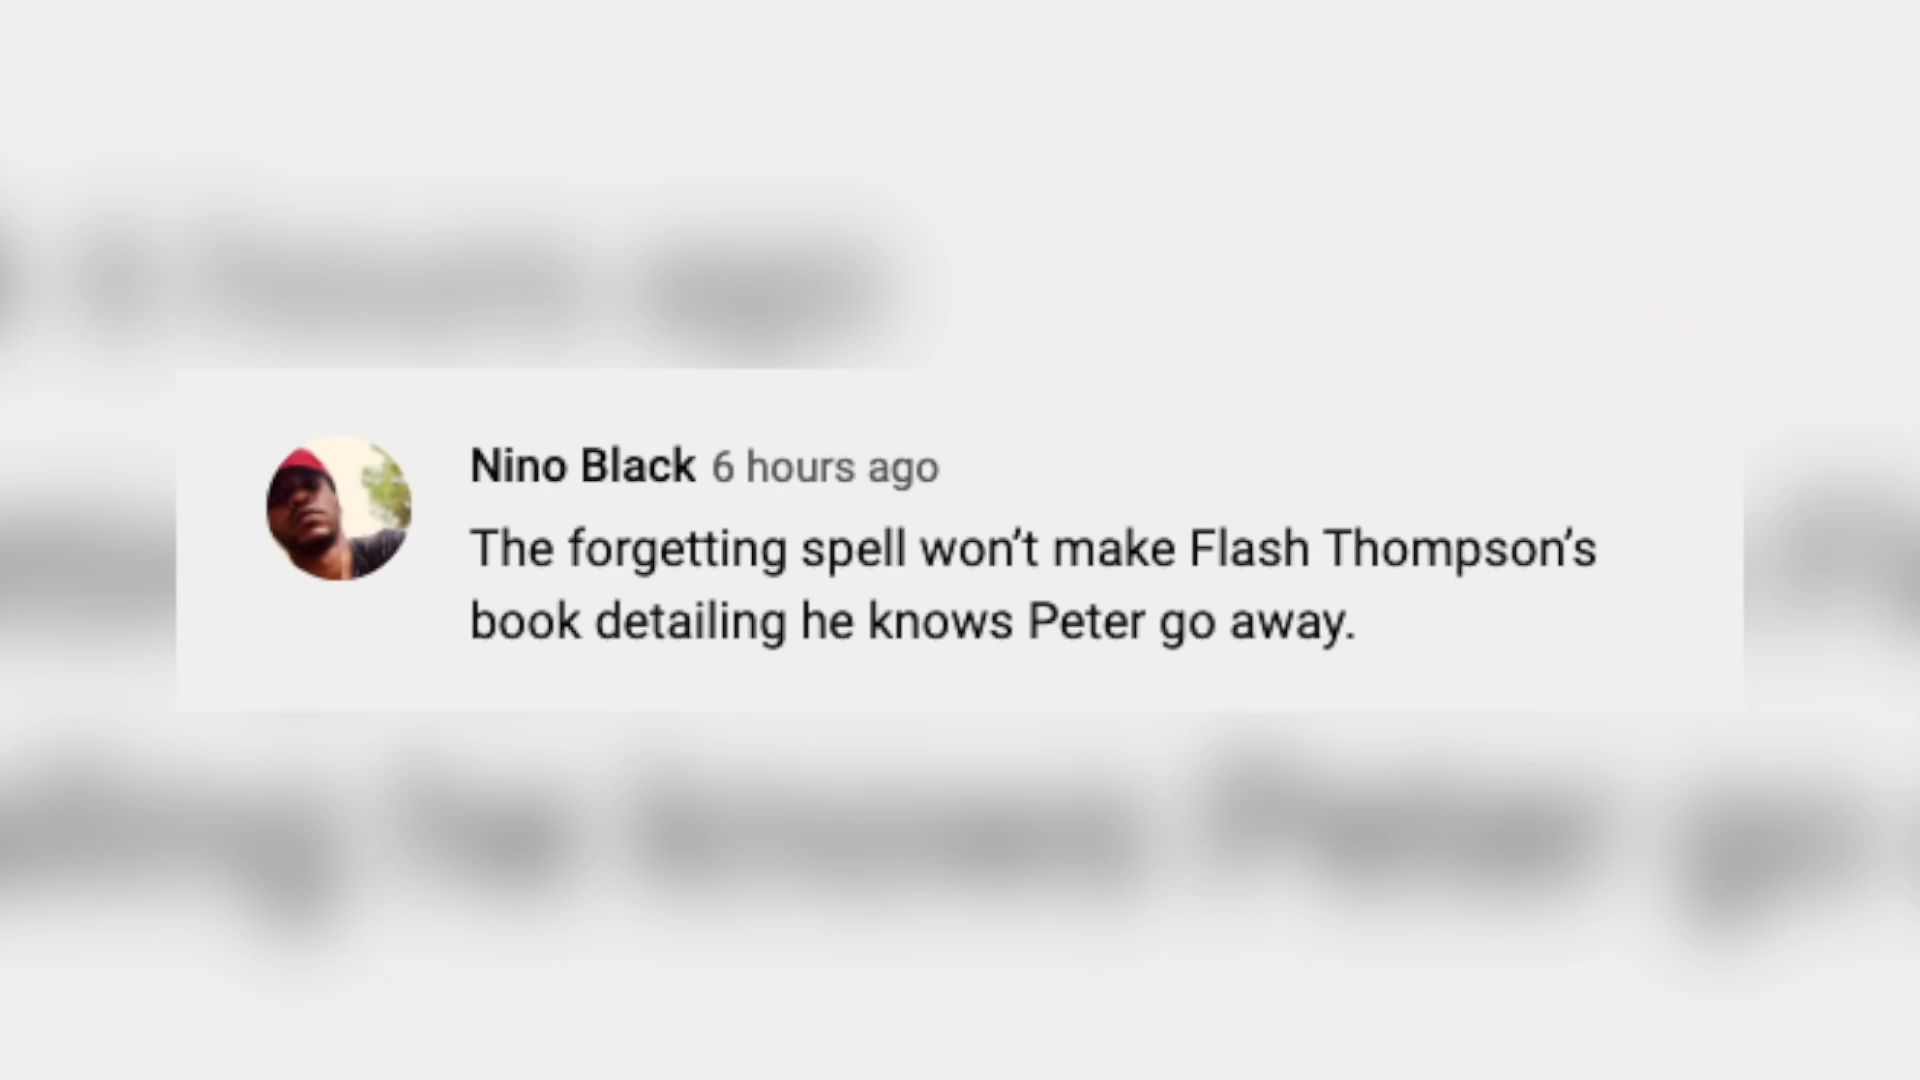 Nino Black 6 hours ago
The forgetting spell won’t make Flash Thompson’s
book detailing he knows Peter go away.